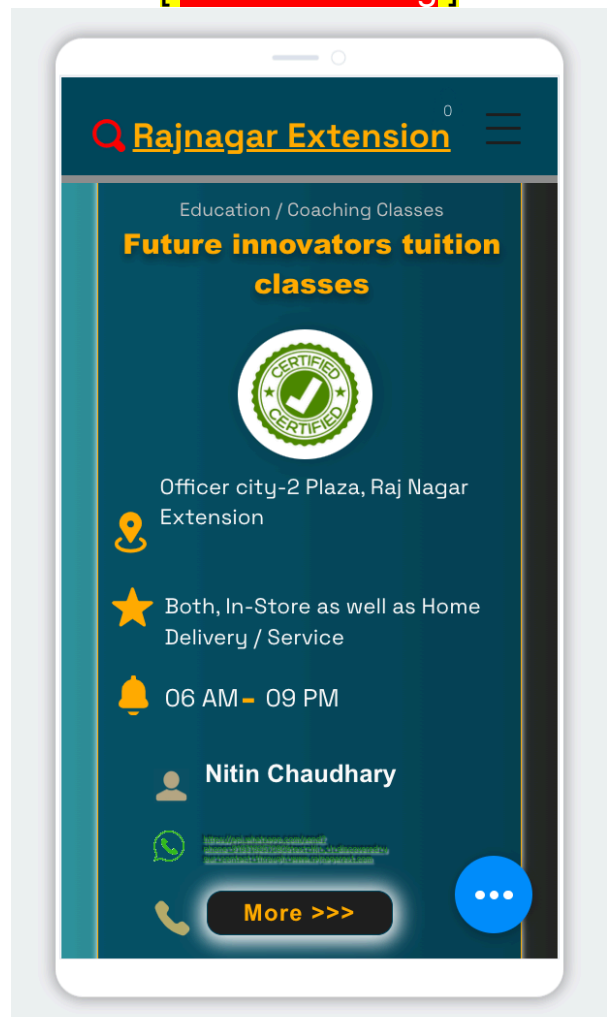 0
Rajnagar Extension
Education / Coaching Classes
Future innovators tuition
classes
CERTIFIED
CERTIFIED
Officer city-2 Plaza, Raj Nagar
Extension
Both, In-Store as well as Home
Delivery / Service
06 AM - 09 PM
Nitin Chaudhary
More >>>